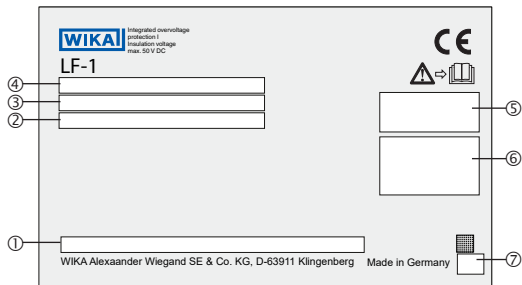 WIKA
Integrated overvoltage
protection I
Insulation voltage
max. 50 V DC
CE
LF-1
④
③
②
⑤
⑥
①
WIKA Alexaander Wiegand SE & Co. KG, D-63911 Klingenberg
Made in Germany
⑦